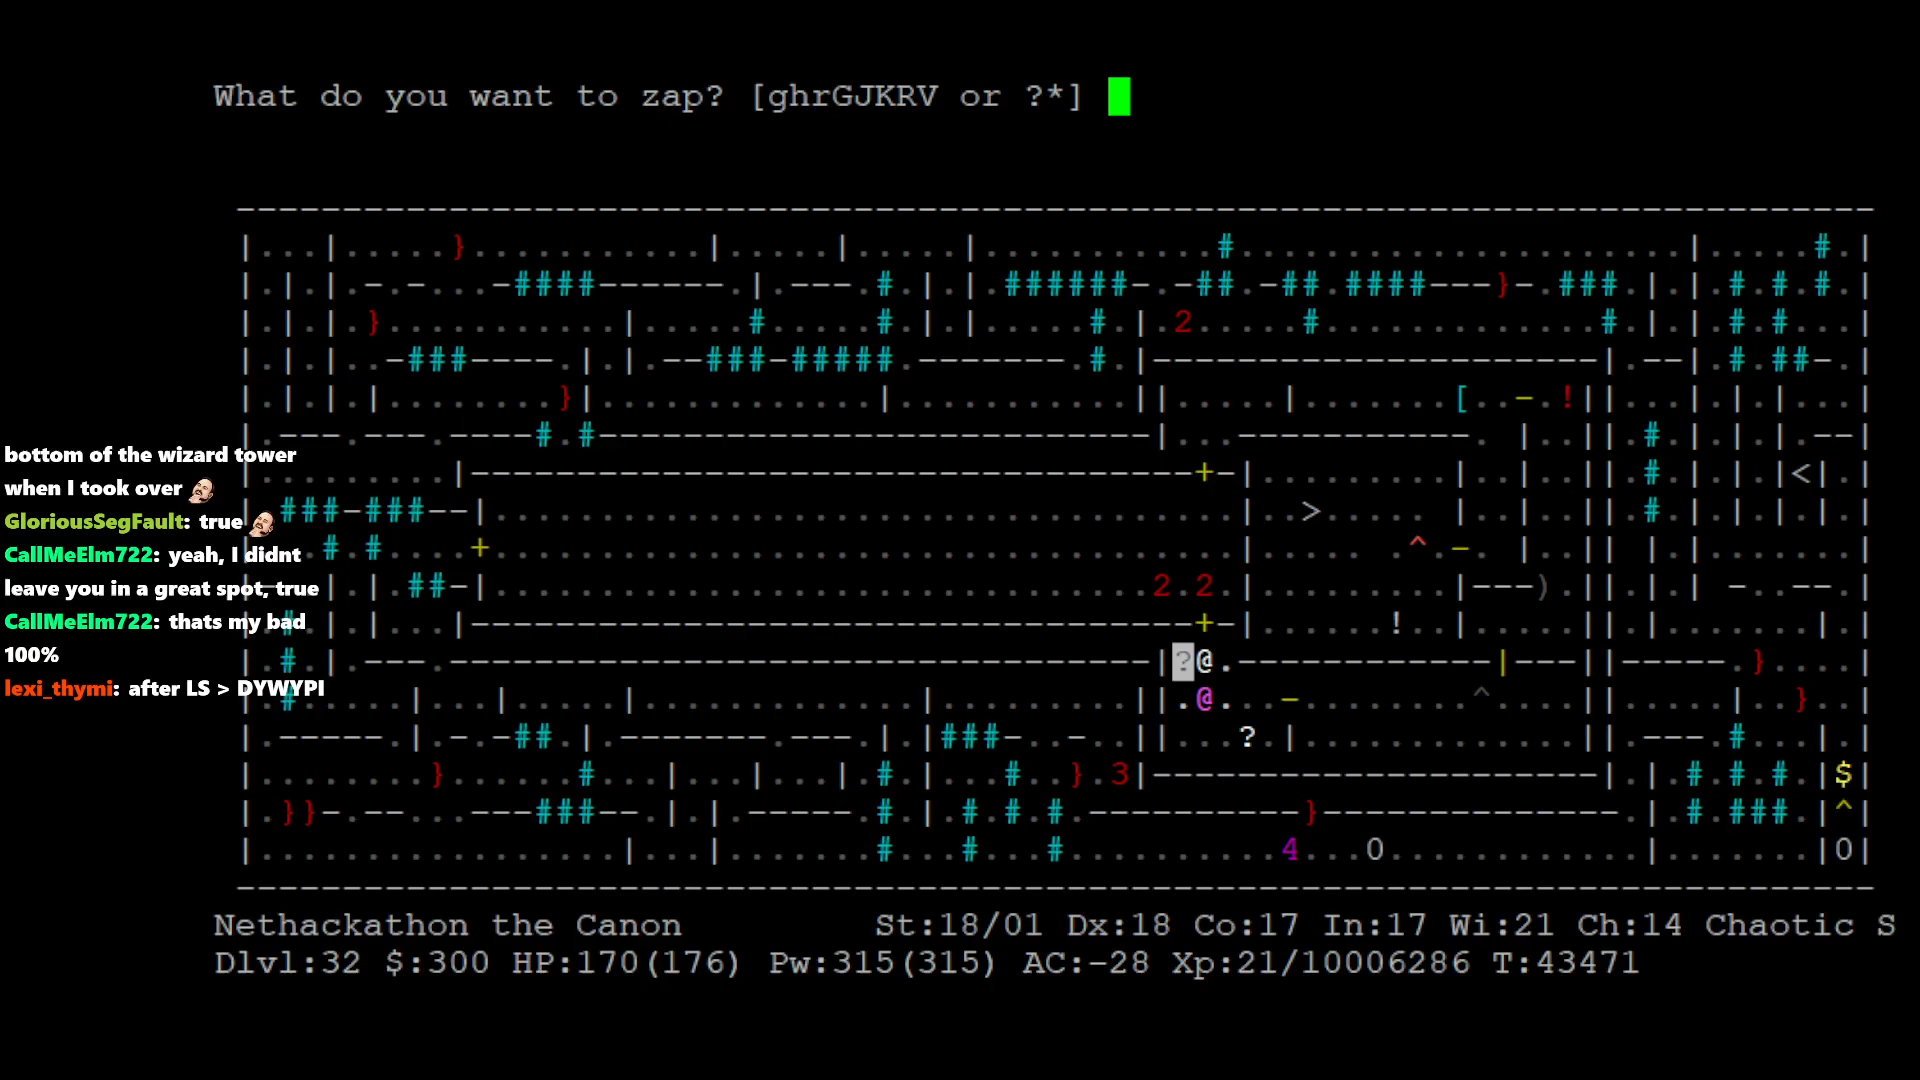 What do you want to zap? [ghrGJKRV or ?*]
bottom of the wizard tower
when I took over
GloriousSegFault: true
CallMeElm722: yeah, I didnt
leave you in a great spot, true
CallMeElm722: thats my bad
100%
lexi_thymi: after LS > DYWYPI
Nethackathon the Canon St:18/01 Dx:18 Co:17 In:17 Wi:21 Ch:14 Chaotic S
Dlvl:32 $:300 HP:170(176) Pw:315(315) AC:-28 Xp:21/10006286 T:43471